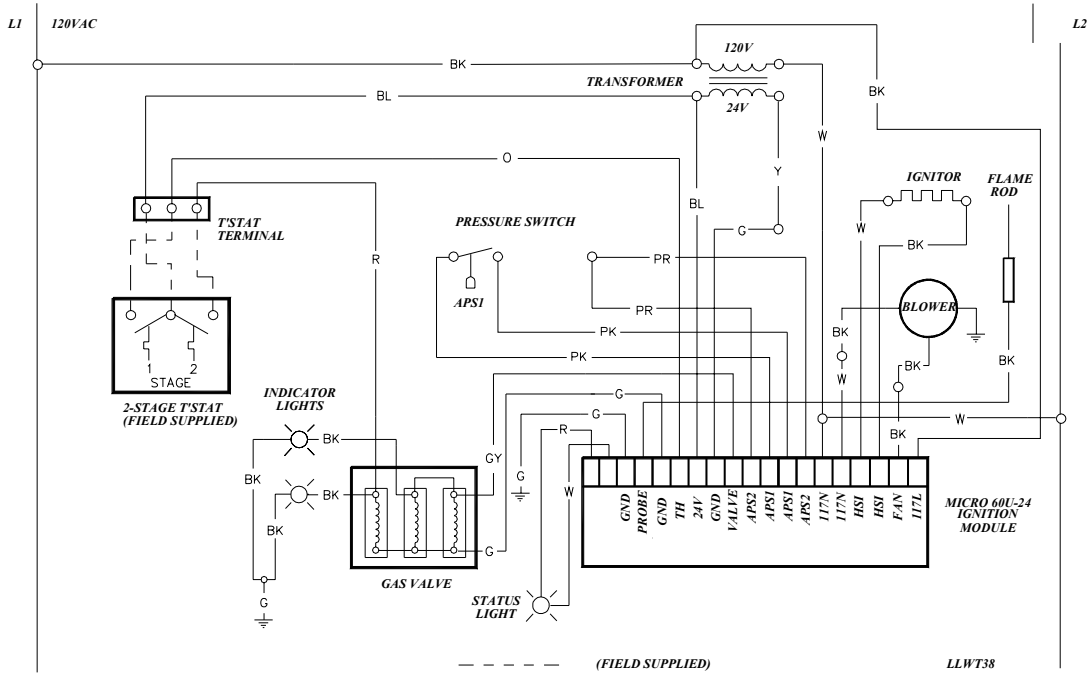 L1
120VAC
L2
120V
BK
TRANSFORMER
BL
24V
BK
W
O
Y
IGNITOR
FLAME
ROD
BL
T'STAT
TERMINAL
PRESSURE SWITCH
W
G
BK
R
PR
APS1
BLOWER
PR
BK
PK
BK
BK
PK
W
1
2
STAGE
2-STAGE T'STAT
(FIELD SUPPLIED)
INDICATOR
LIGHTS
G
G
W
R
BK
BK
GY
BK
G
W
BK
BK
GND
PROBE
GND
TH
24V
GND
VALVE
APS2
APS1
APS1
APS2
117N
117N
HSI
HSI
FAN
117L
MICRO 60U-24
IGNITION
MODULE
BK
G
GAS VALVE
G
STATUS
LIGHT
(FIELD SUPPLIED)
LLWT38